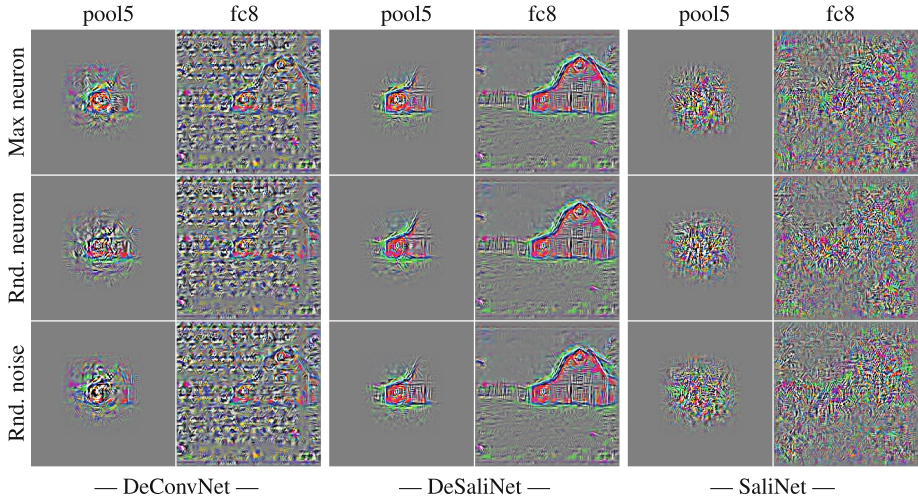 pool5 fc8 pool5 fc8 pool5 fc8
Max neuron
Rnd. neuron
Rnd. noise
— DeConvNet — — DeSaliNet — — SaliNet —